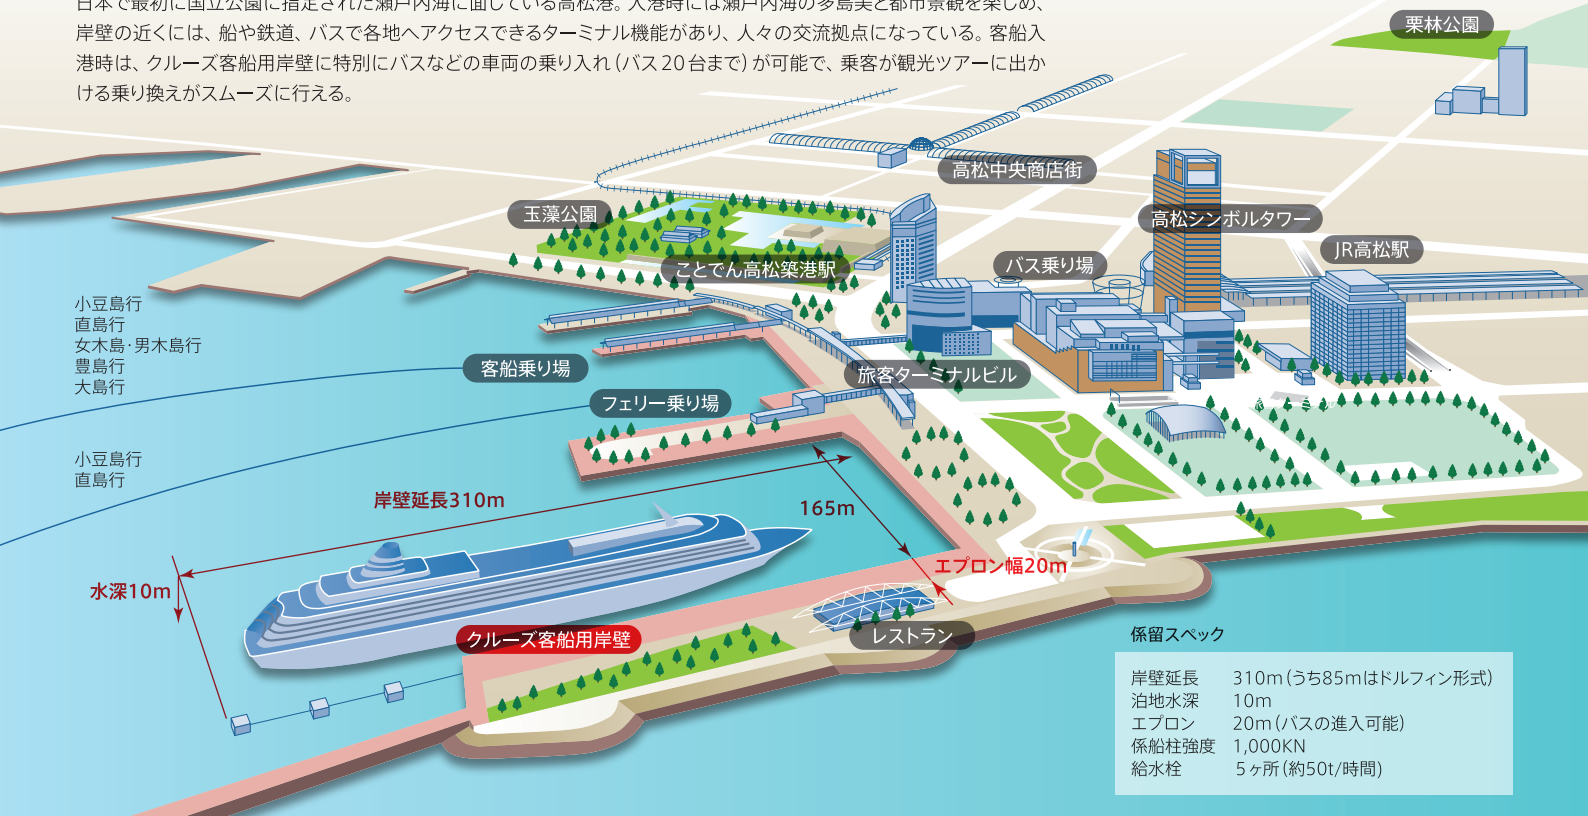 日本で最初に国立公園に指定された瀬戸内海に面している高松港。入港時には瀬戸内海の多島美と都市景観を楽しめ、
岸壁の近くには、船や鉄道、バスで各地へアクセスできるターミナル機能があり、人々の交流拠点になっている。客船入
港時は、クルーズ客船用岸壁に特別にバスなどの車両の乗り入れ(バス20台まで)が可能で、乗客が観光ツアーに出か
ける乗り換えがスムーズに行える。
栗林公園
高松中央商店街
玉藻公園
高松シンボルタワー
JR高松駅
ことでん高松築港駅
バス乗り場
小豆島行
直島行
女木島・男木島行
豊島行
大島行
客船乗り場
旅客ターミナルビル
フェリー乗り場
小豆島行
直島行
岸壁延長310m
165m
水深10m
エプロン幅20m
クルーズ客船用岸壁
レストラン
係留スペック
岸壁延長 310m(うち85mはドルフィン形式)
泊地水深 10m
エプロン 20m(バスの進入可能)
係船柱強度 1,000KN
給水栓 5ヶ所(約50t/時間)